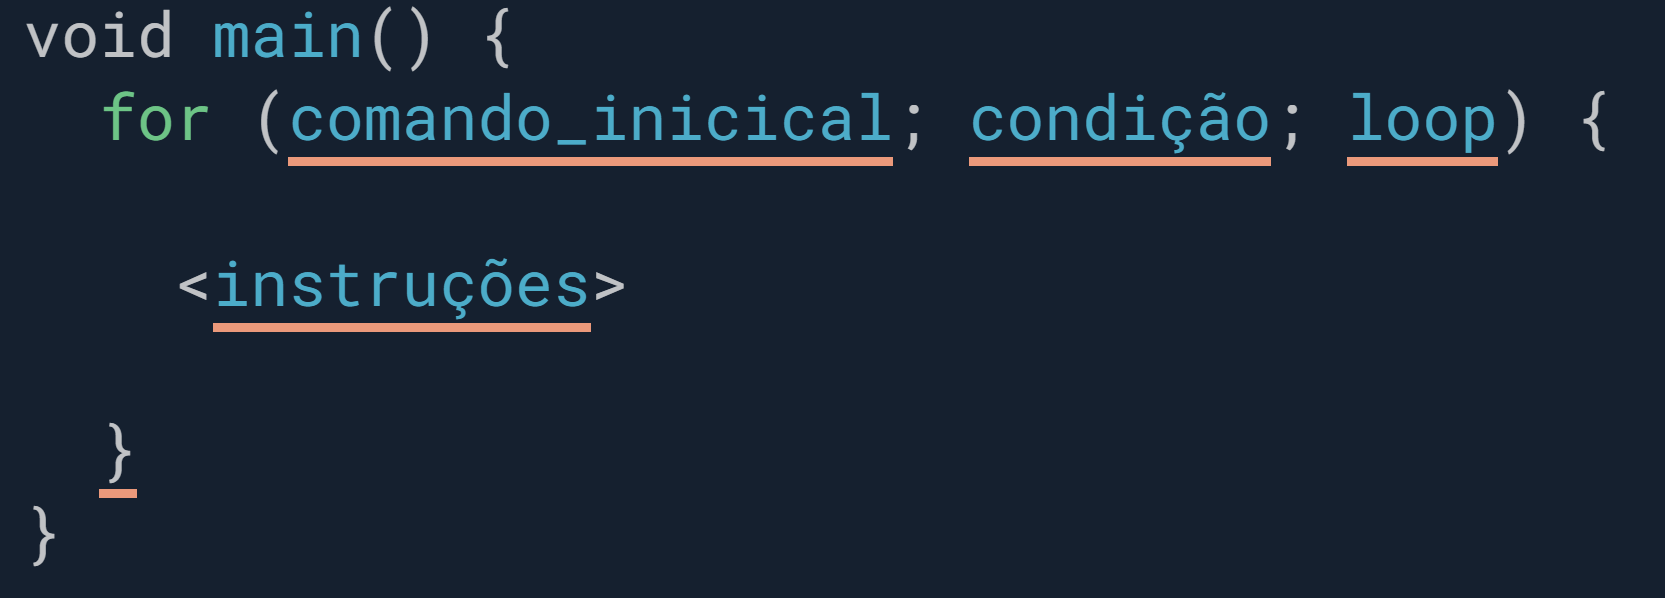 void main() {
for (comando_inicical; condição; loop) {
<instruções>
}
}